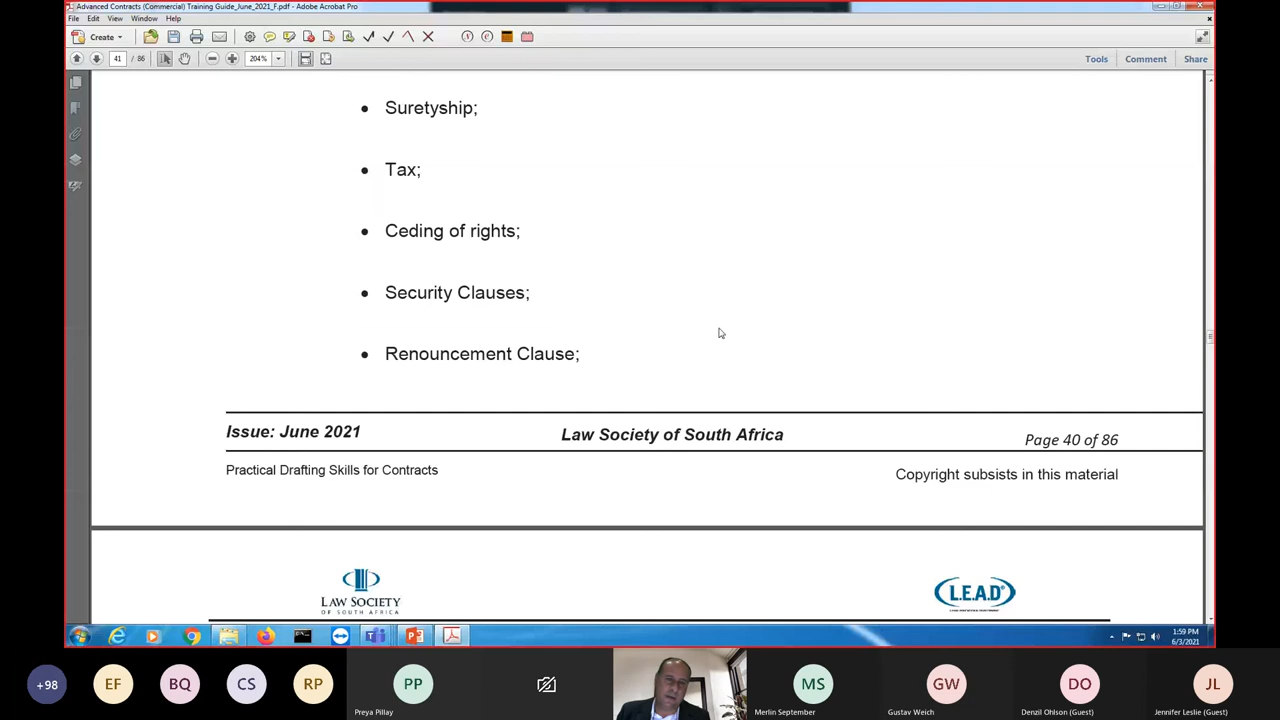 Advanced Contracts (Commercial) Training Guide_June_2021_F.pdf - Adobe Acrobat Pro
File Edit View Window Help
Create
41 / 86 204% Tools Comment Share
• Suretyship;
• Tax;
• Ceding of rights;
• Security Clauses;
• Renouncement Clause;
Issue: June 2021 Law Society of South Africa Page 40 of 86
Practical Drafting Skills for Contracts Copyright subsists in this material
LAW SOCIETY
OF SOUTH AFRICA
L.E.A.D
1:59 PM
6/3/2021
+98 EF BQ CS RP PP MS GW DO JL
Preya Pillay Merlin September Gustav Weich Denzil Ohlson (Guest) Jennifer Leslie (Guest)